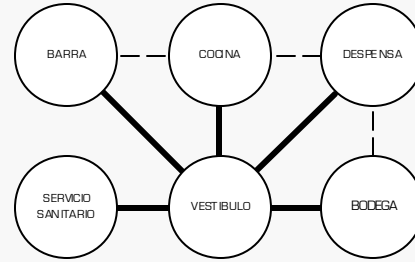 BARRA
COCINA
DESPENSA
SERVICIO
SANITARIO
VESTIBULO
BODEGA